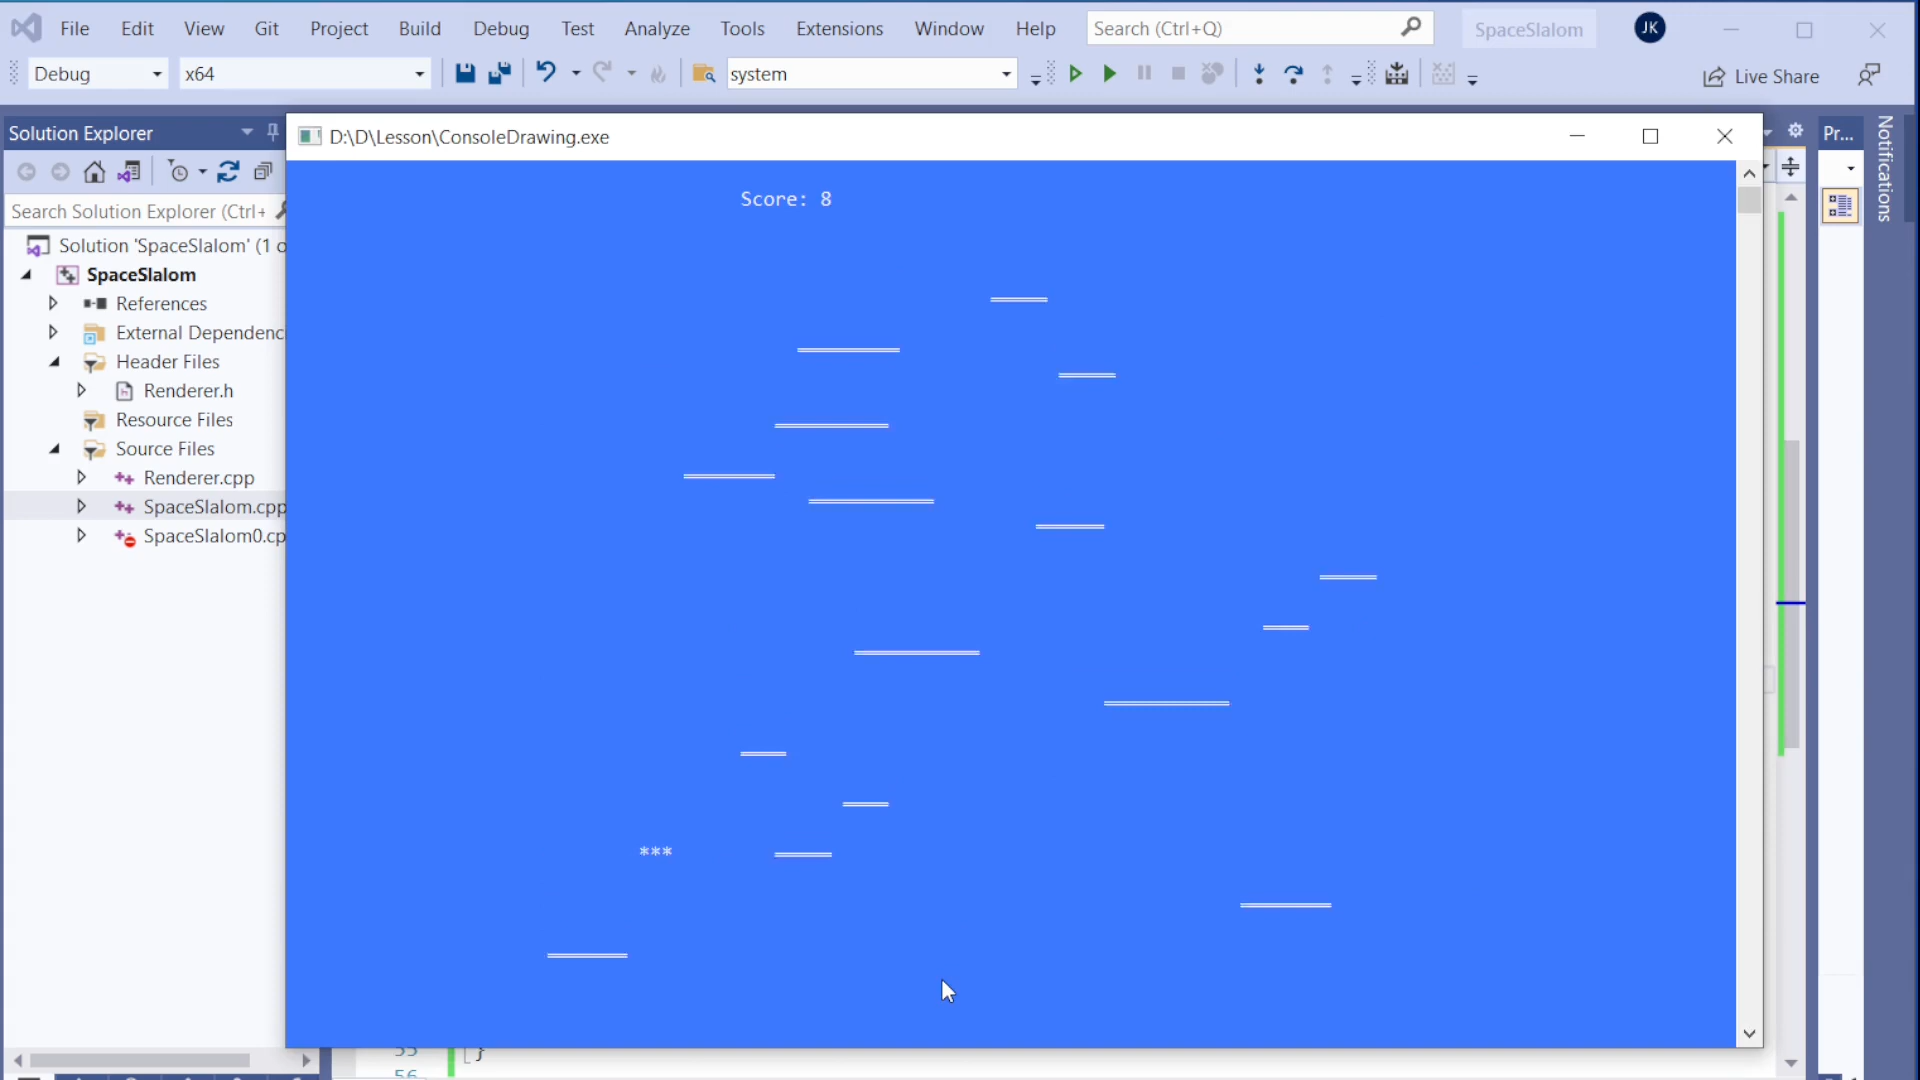 File Edit View Git Project Build Debug Test Analyze Tools Extensions Window Help Search (Ctrl+Q) SpaceSlalom JK
Debug x64 system Live Share
Solution Explorer
D:\D\Lesson\ConsoleDrawing.exe
Pr...
Notifications
Search Solution Explorer (Ctrl+
Score: 8
Solution 'SpaceSlalom' (1 o
SpaceSlalom
References
External Dependenc
Header Files
Renderer.h
Resource Files
Source Files
Renderer.cpp
SpaceSlalom.cpp
SpaceSlalom0.cp
***
55 }
56